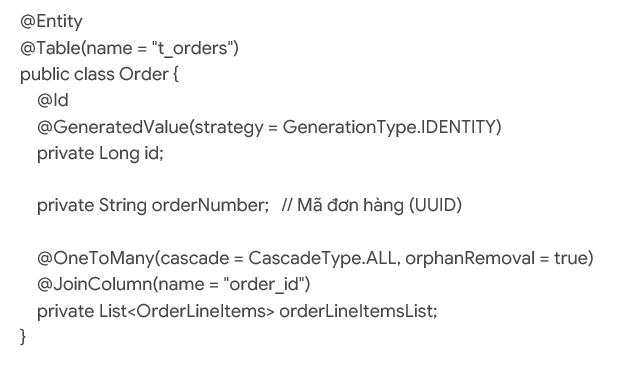 @Entity
@Table(name = "t_orders")
public class Order {
    @Id
    @GeneratedValue(strategy = GenerationType.IDENTITY)
    private Long id;

    private String orderNumber;   // Mã đơn hàng (UUID)

    @OneToMany(cascade = CascadeType.ALL, orphanRemoval = true)
    @JoinColumn(name = "order_id")
    private List<OrderLineItems> orderLineItemsList;
}